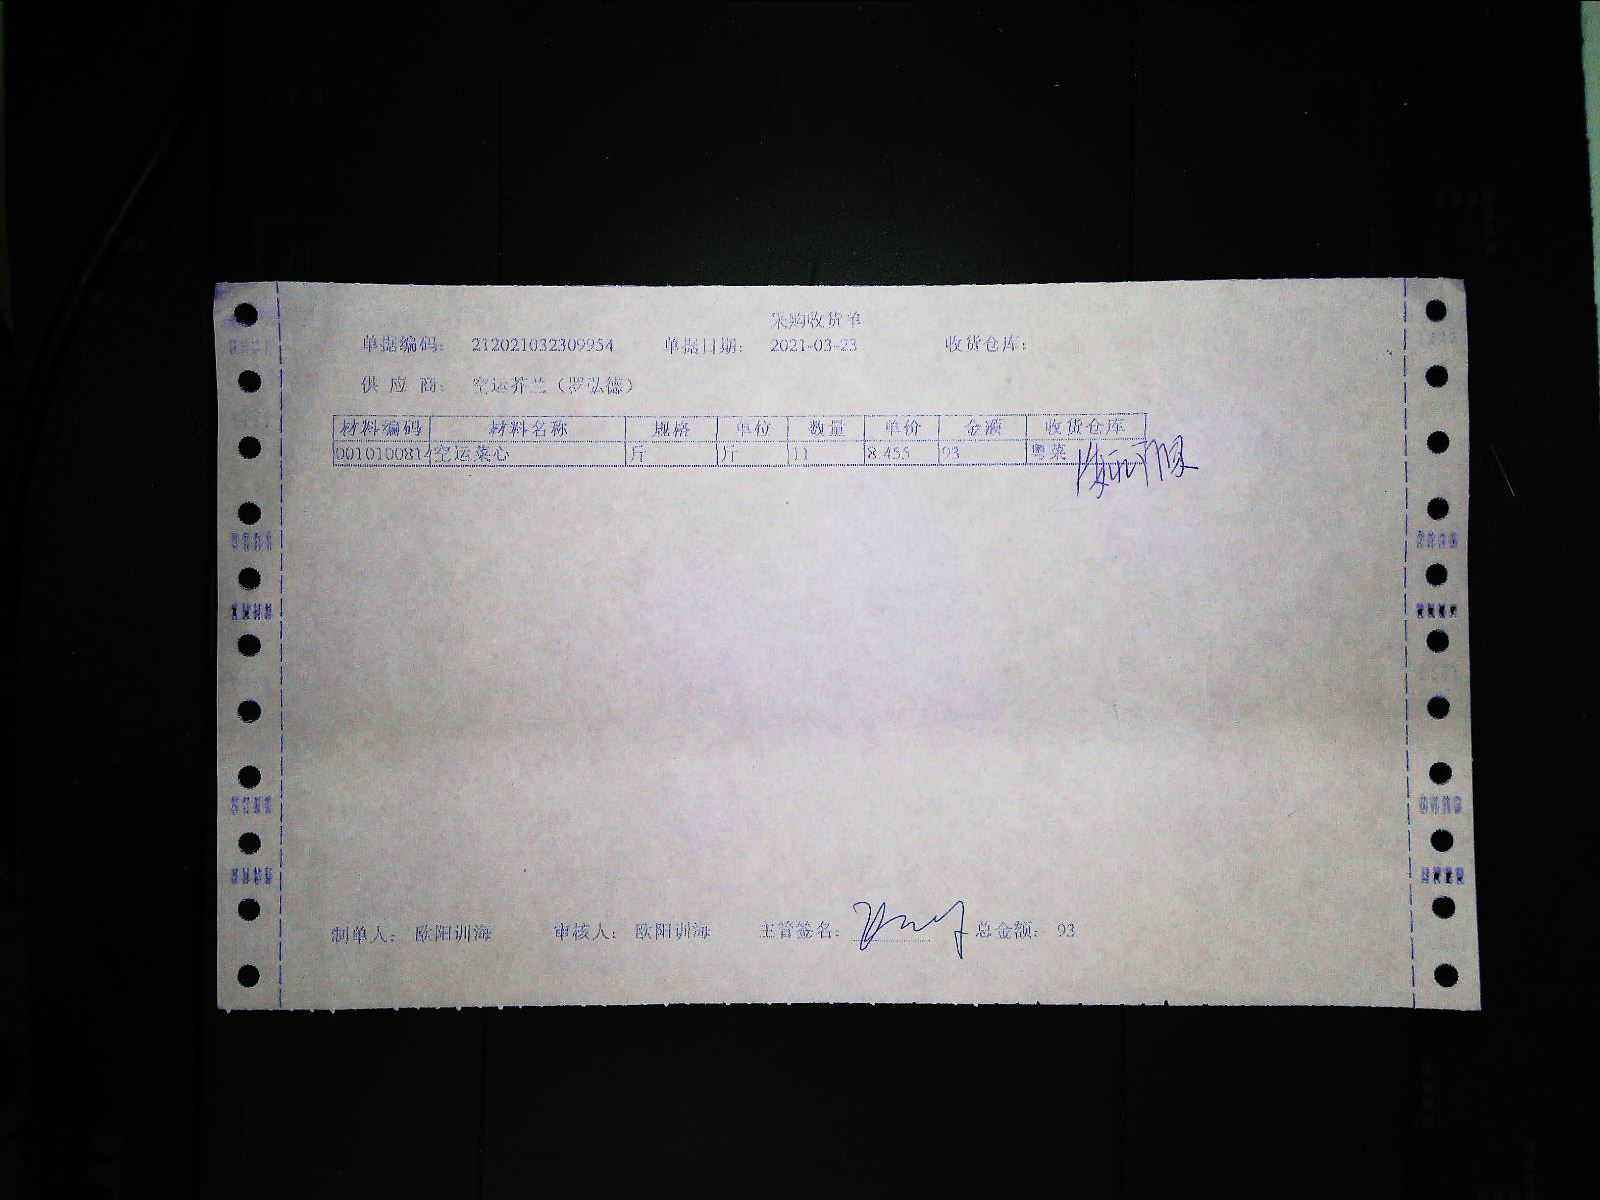 采购收货单
单据编码： 212021032309954 单据日期： 2021-03-23 收货仓库：
供 应 商： 空运芥兰（罗弘德）
材料编码 材料名称 规格 单位 数量 单价 金额 收货仓库
0010100814 空运菜心 斤 斤 11 8.455 93 粤菜
制单人： 欧阳训海 审核人： 欧阳训海 主管签名： 总金额： 93